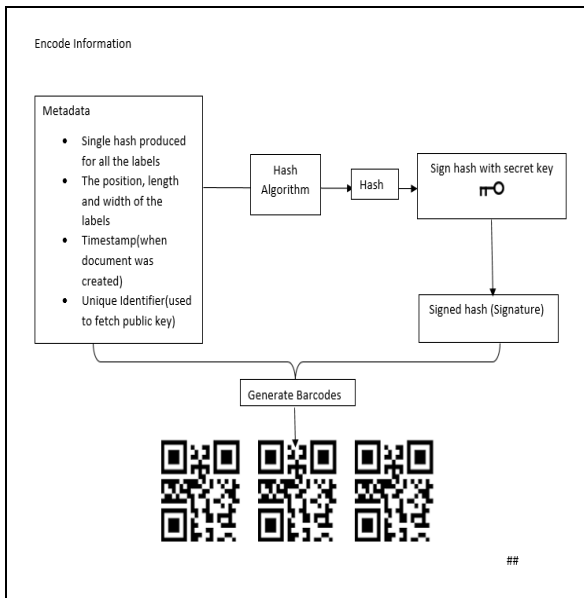 Encode Information
Metadata
• Single hash produced
for all the labels
• The position, length
and width of the
labels
• Timestamp(when
document was
created)
• Unique Identifier(used
to fetch public key)
Hash
Algorithm
Hash
Sign hash with secret key
Signed hash (Signature)
Generate Barcodes
##